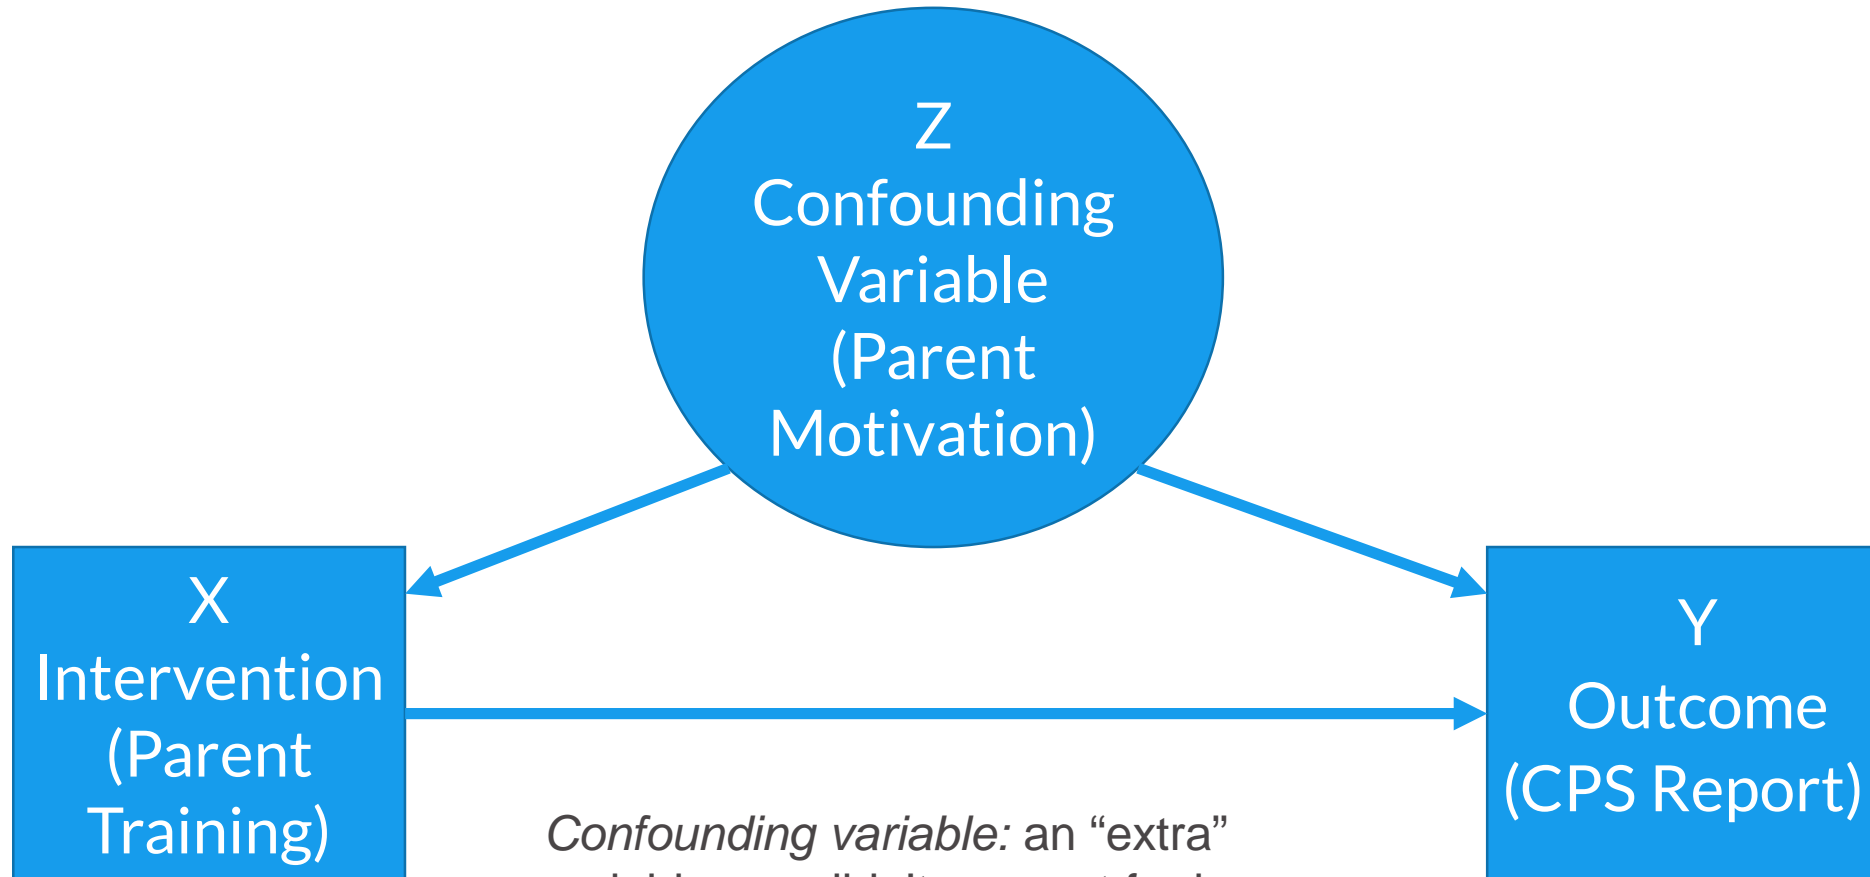 Z
Confounding
Variable
(Parent
Motivation)
X
Intervention
(Parent
Training)
Y
Outcome
(CPS Report)
Confounding variable: an “extra”